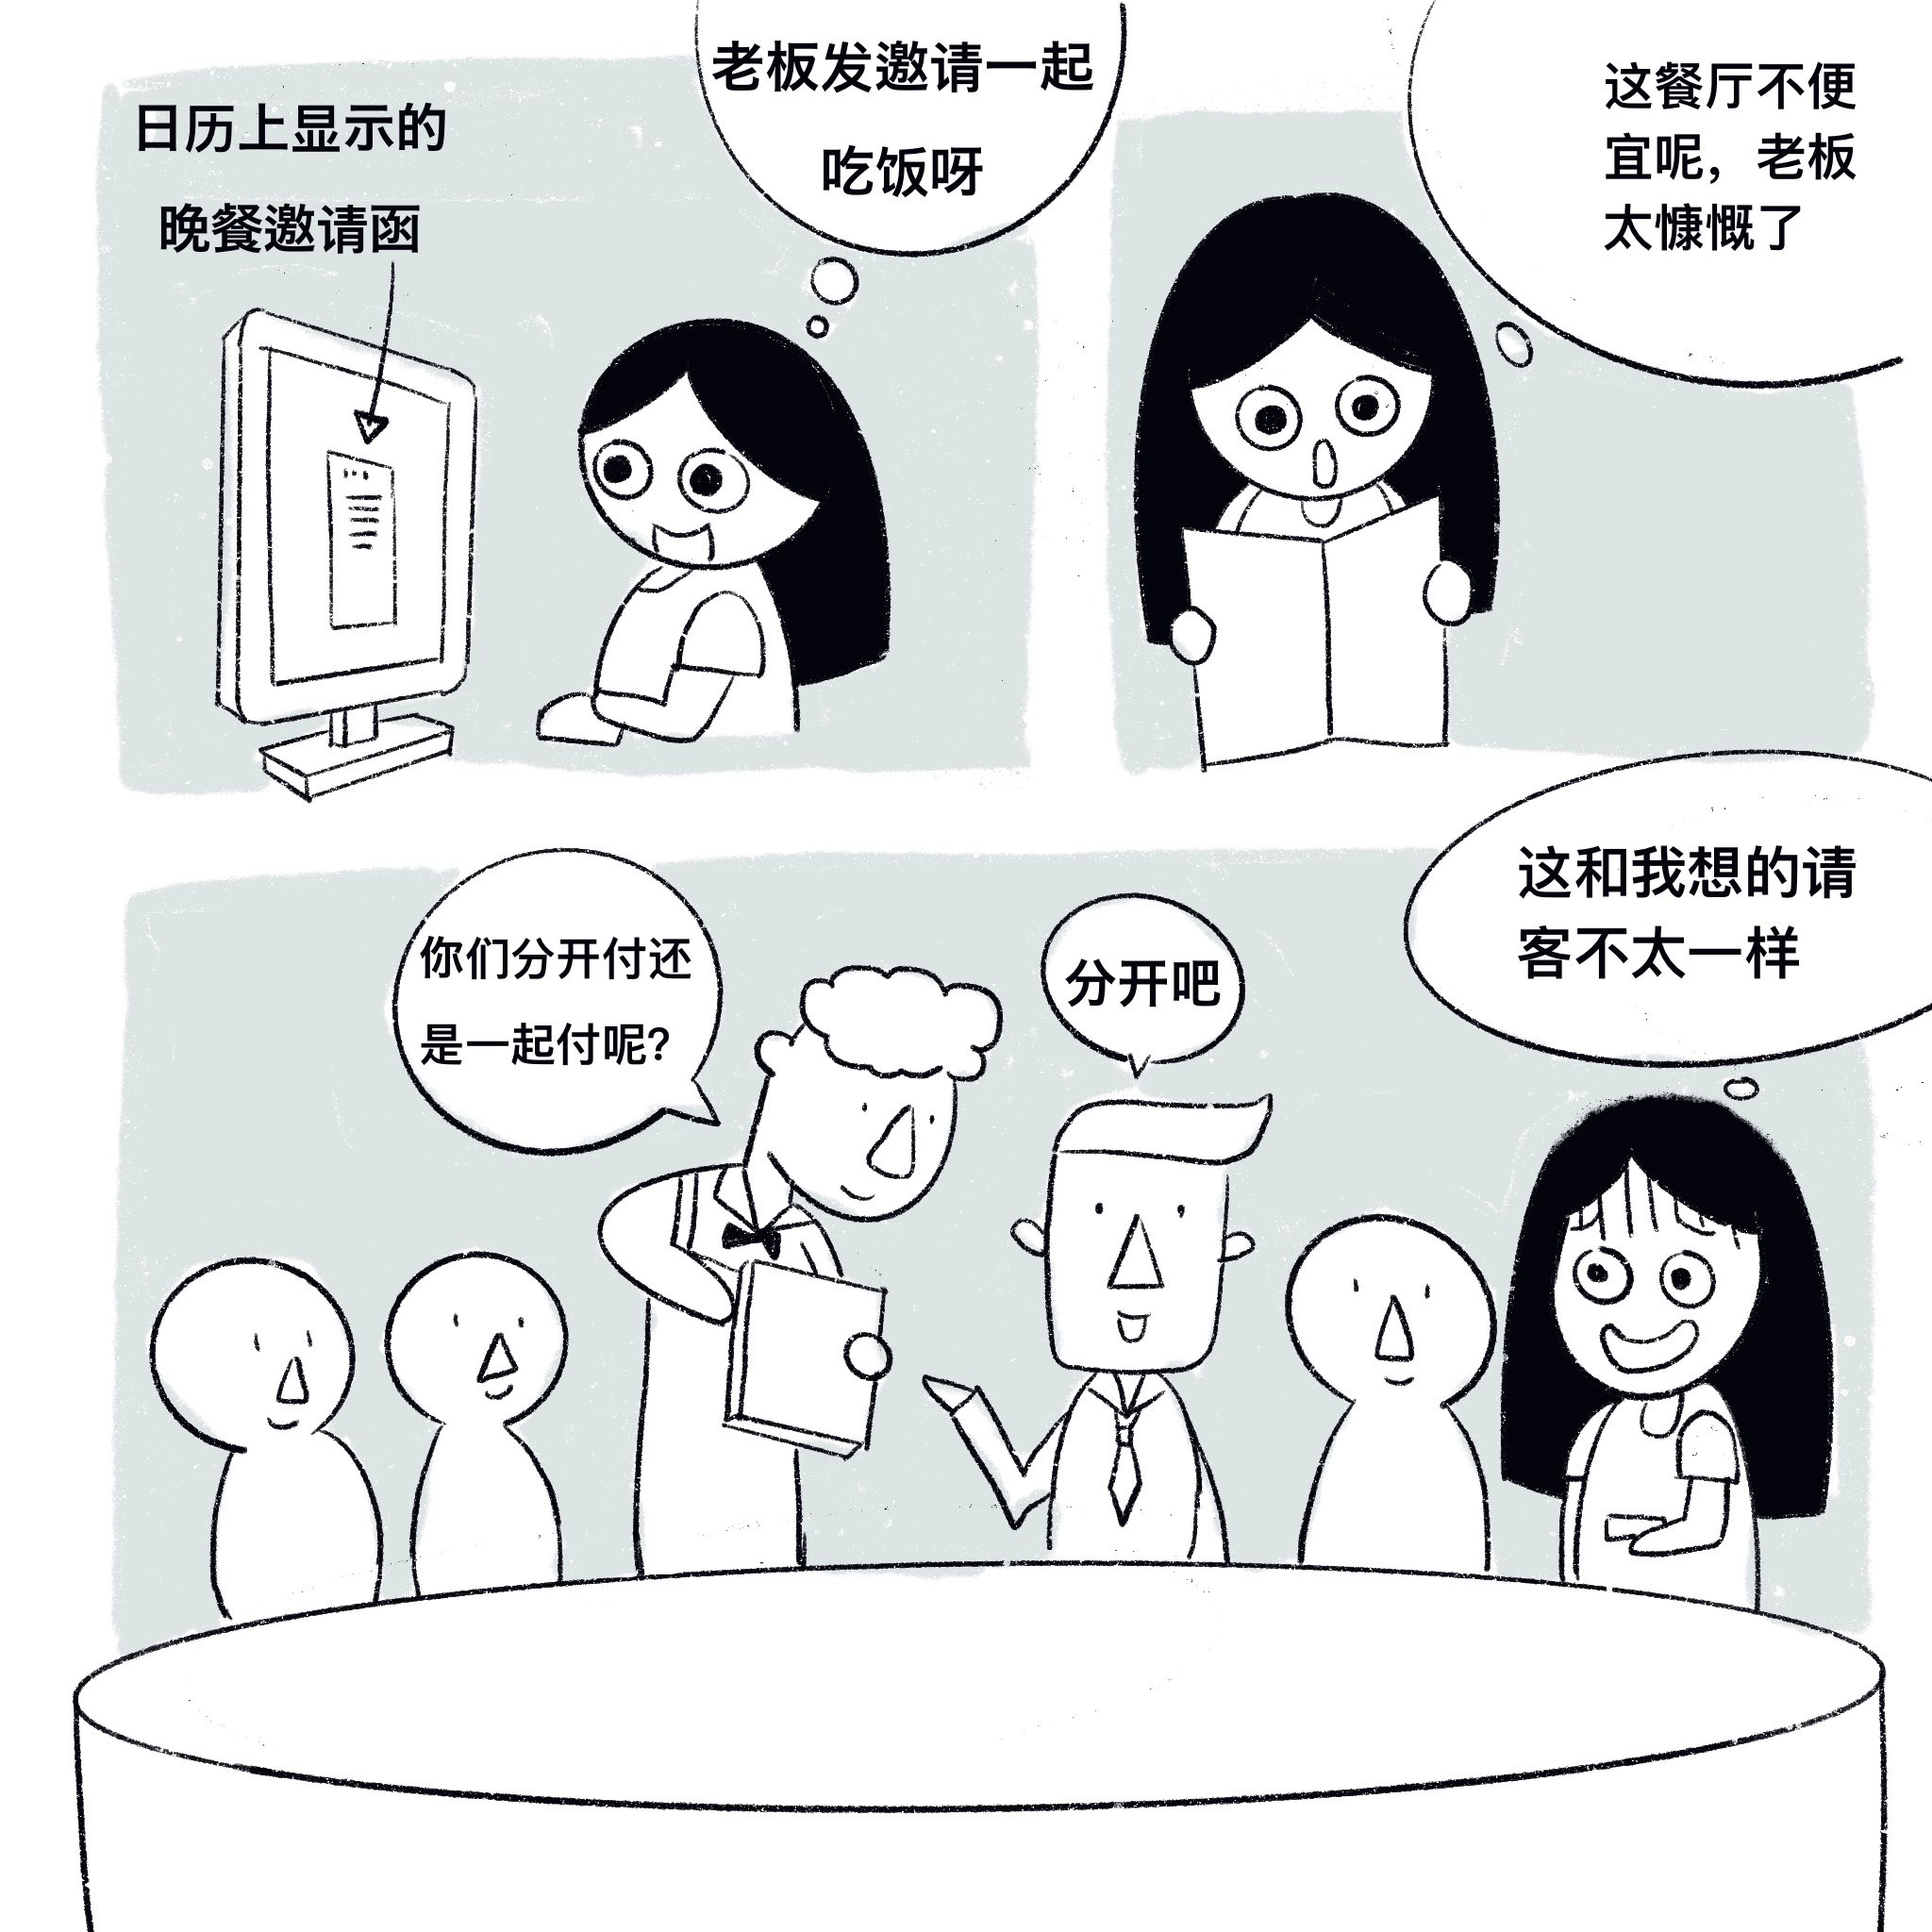 日历上显示的
晚餐邀请函
老板发邀请一起
吃饭呀
这餐厅不便
宜呢，老板
太慷慨了
你们分开付还
是一起付呢？
分开吧
这和我想的请
客不太一样